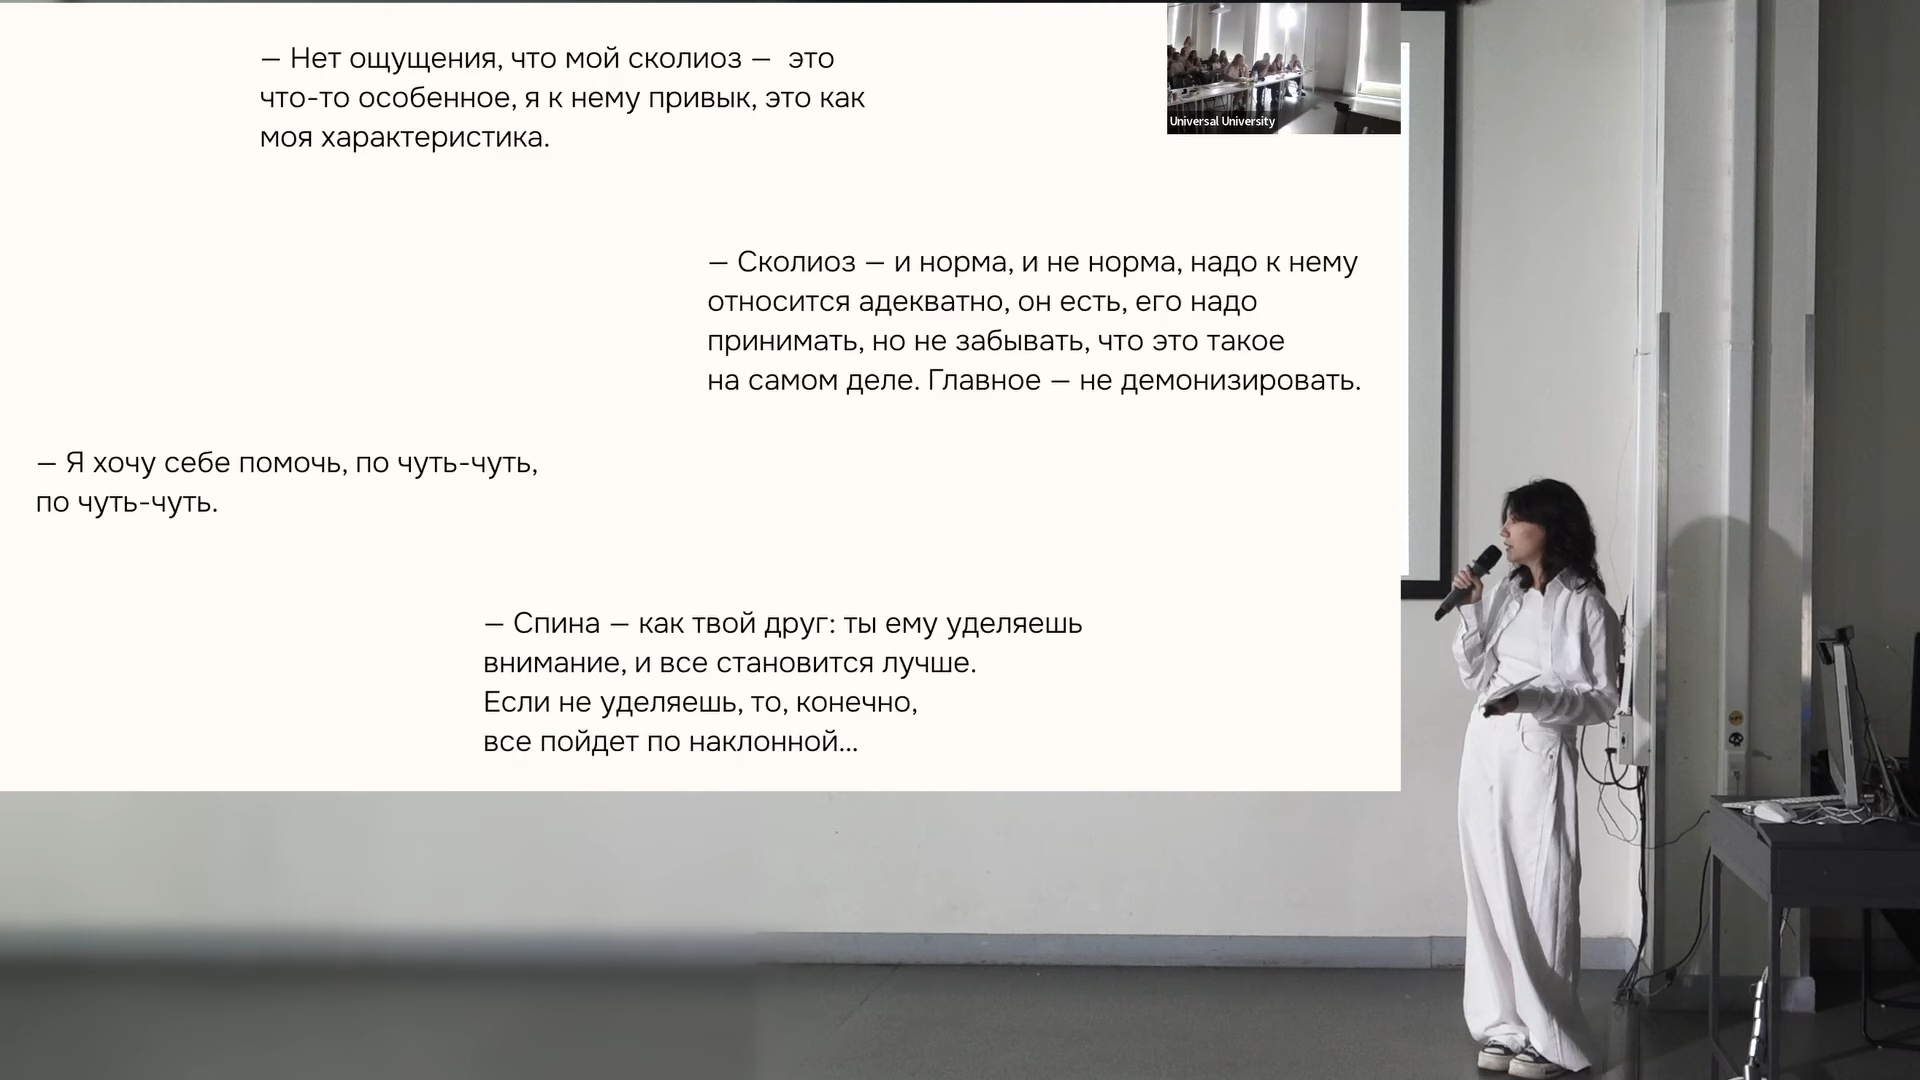 — Нет ощущения, что мой сколиоз — это
что-то особенное, я к нему привык, это как
моя характеристика.
Universal University
— Сколиоз — и норма, и не норма, надо к нему
относится адекватно, он есть, его надо
принимать, но не забывать, что это такое
на самом деле. Главное — не демонизировать.
— Я хочу себе помочь, по чуть-чуть,
по чуть-чуть.
— Спина — как твой друг: ты ему уделяешь
внимание, и все становится лучше.
Если не уделяешь, то, конечно,
все пойдет по наклонной...